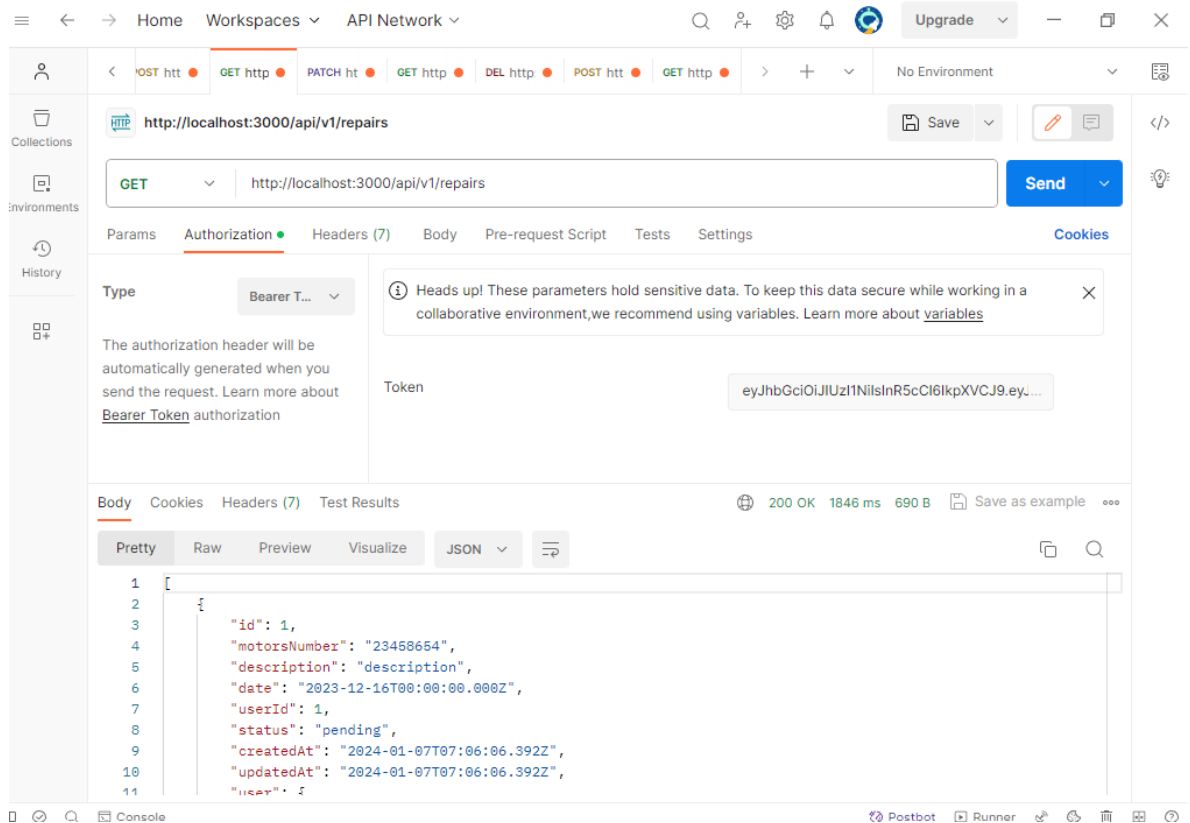 Home Workspaces API Network Upgrade
POST htt GET http PATCH ht GET http DEL http POST htt GET http No Environment
HTTP http://localhost:3000/api/v1/repairs Save
Collections
GET http://localhost:3000/api/v1/repairs Send
Environments
Params Authorization Headers (7) Body Pre-request Script Tests Settings Cookies
History
Type Bearer T...
Heads up! These parameters hold sensitive data. To keep this data secure while working in a
collaborative environment,we recommend using variables. Learn more about variables
The authorization header will be
automatically generated when you
send the request. Learn more about
Bearer Token authorization
Token eyJhbGciOiJIUzI1NiIsInR5cCI6IkpXVCJ9.eyJ...
Body Cookies Headers (7) Test Results 200 OK 1846 ms 690 B Save as example
Pretty Raw Preview Visualize JSON
1 [
2 {
3 "id": 1,
4 "motorsNumber": "23458654",
5 "description": "description",
6 "date": "2023-12-16T00:00:00.000Z",
7 "userId": 1,
8 "status": "pending",
9 "createdAt": "2024-01-07T07:06:06.392Z",
10 "updatedAt": "2024-01-07T07:06:06.392Z",
11 "user": {
Console Postbot Runner